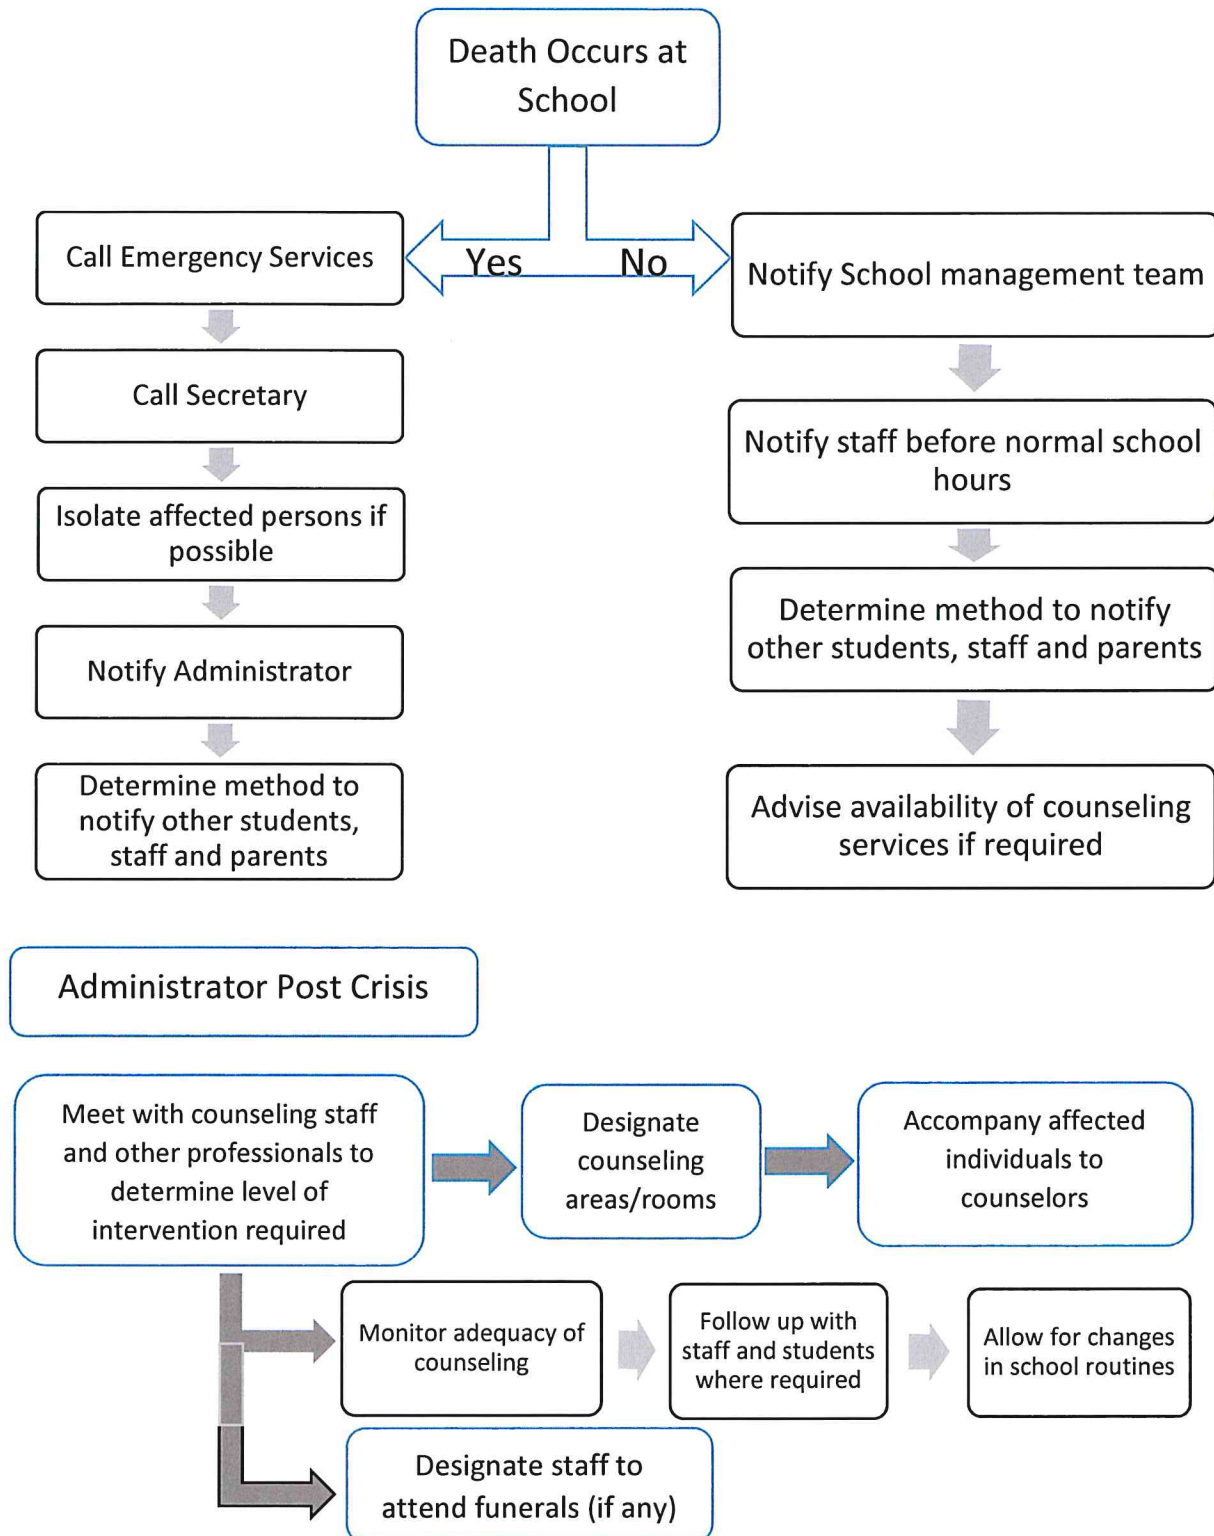 Death Occurs at
School
Yes
No
Call Emergency Services
Call Secretary
Isolate affected persons if
possible
Notify Administrator
Determine method to
notify other students,
staff and parents
Notify School management team
Notify staff before normal school
hours
Determine method to notify
other students, staff and parents
Advise availability of counseling
services if required
Administrator Post Crisis
Meet with counseling staff
and other professionals to
determine level of
intervention required
Designate
counseling
areas/rooms
Accompany affected
individuals to
counselors
Monitor adequacy of
counseling
Follow up with
staff and students
where required
Allow for changes
in school routines
Designate staff to
attend funerals (if any)